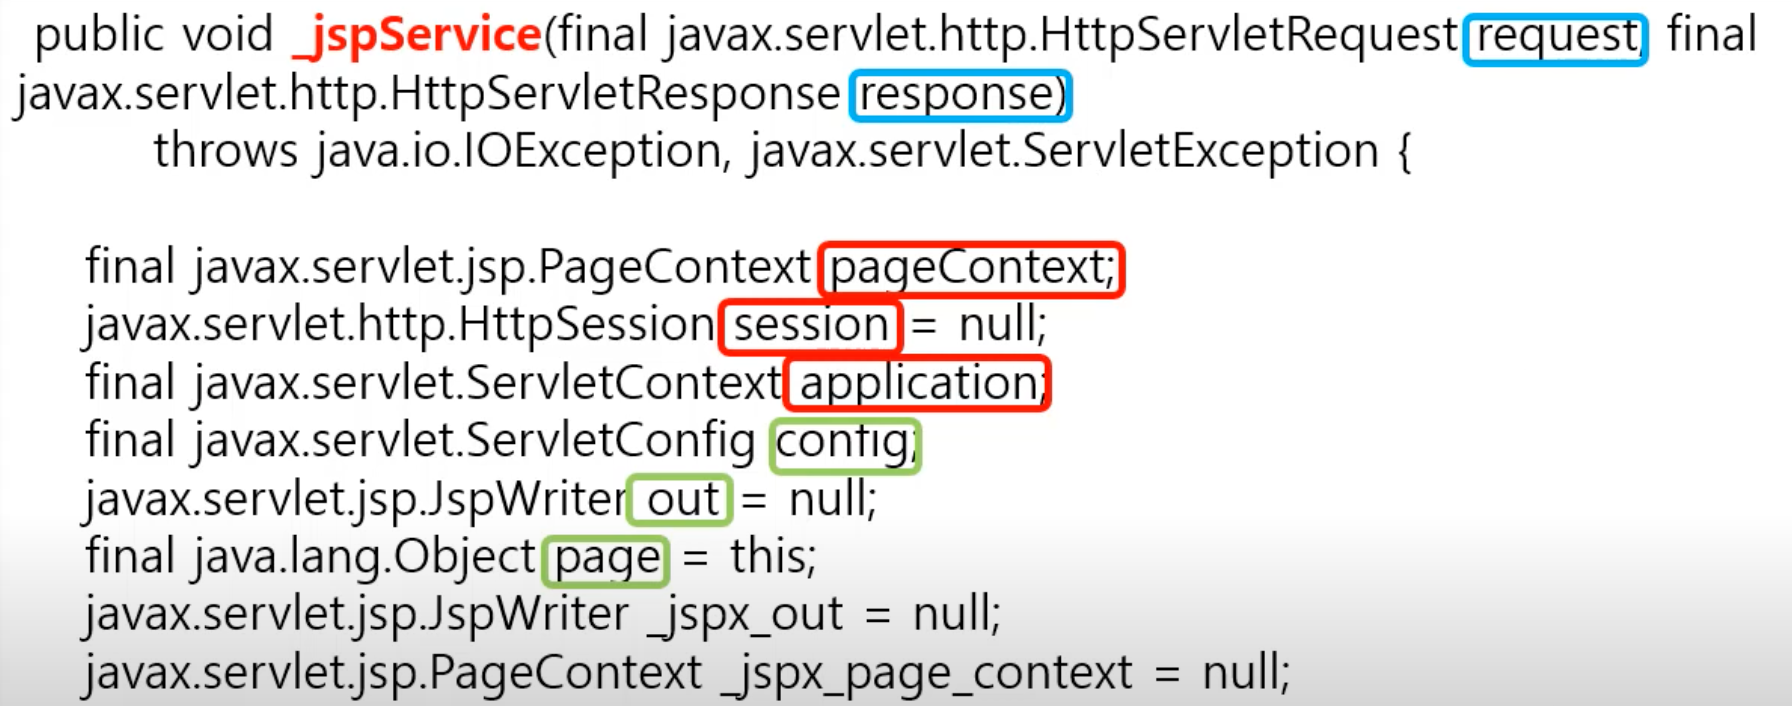 public void _jspService(final javax.servlet.http.HttpServletRequest request, final
javax.servlet.http.HttpServletResponse response)
throws java.io.IOException, javax.servlet.ServletException {
final javax.servlet.jsp.PageContext pageContext;
javax.servlet.http.HttpSession session = null;
final javax.servlet.ServletContext application;
final javax.servlet.ServletConfig config;
javax.servlet.jsp.JspWriter out = null;
final java.lang.Object page = this;
javax.servlet.jsp.JspWriter _jspx_out = null;
javax.servlet.jsp.PageContext _jspx_page_context = null;